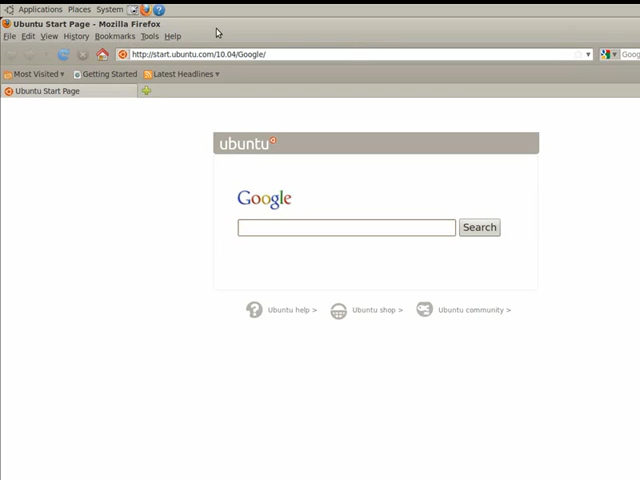 Applications Places System
Ubuntu Start Page - Mozilla Firefox
File Edit View History Bookmarks Tools Help
http://start.ubuntu.com/10.04/Google/ Goog
Most Visited Getting Started Latest Headlines
Ubuntu Start Page
ubuntu
Google
Search
Ubuntu help > Ubuntu shop > Ubuntu community >